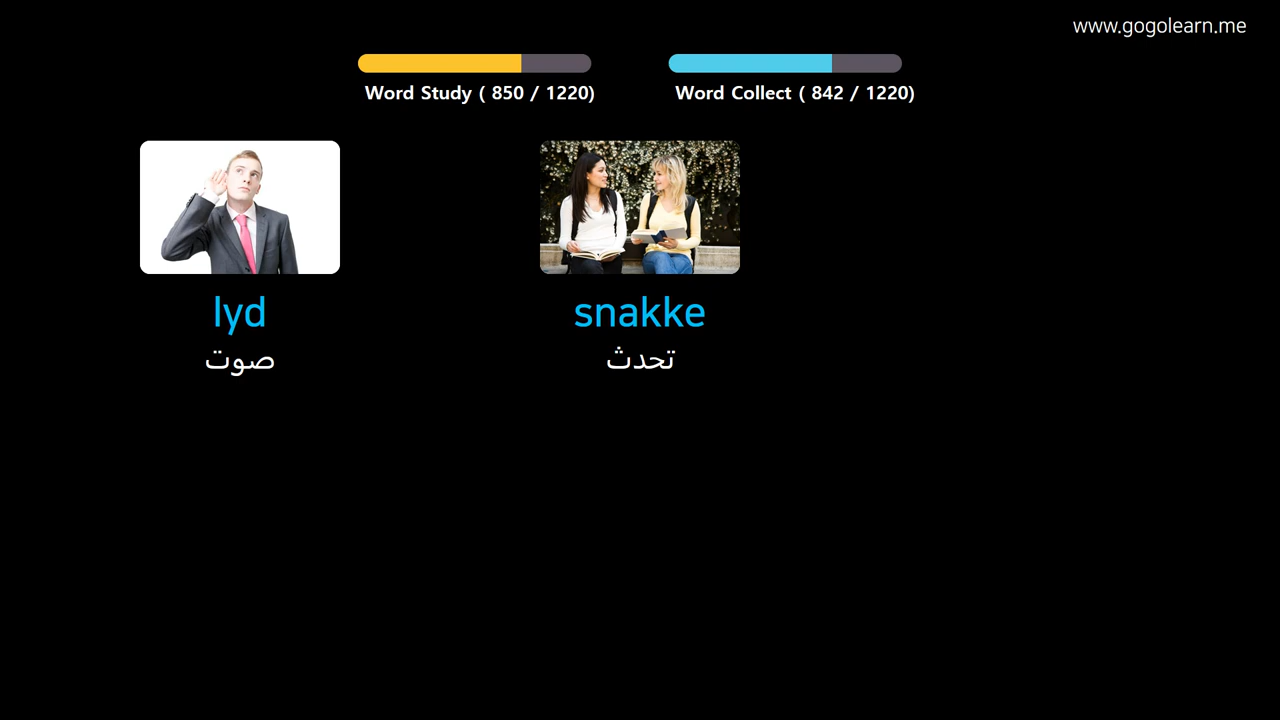 www.gogolearn.me
Word Study ( 850 / 1220)
Word Collect ( 842 / 1220)
lyd
snakke
صوت
تحدث